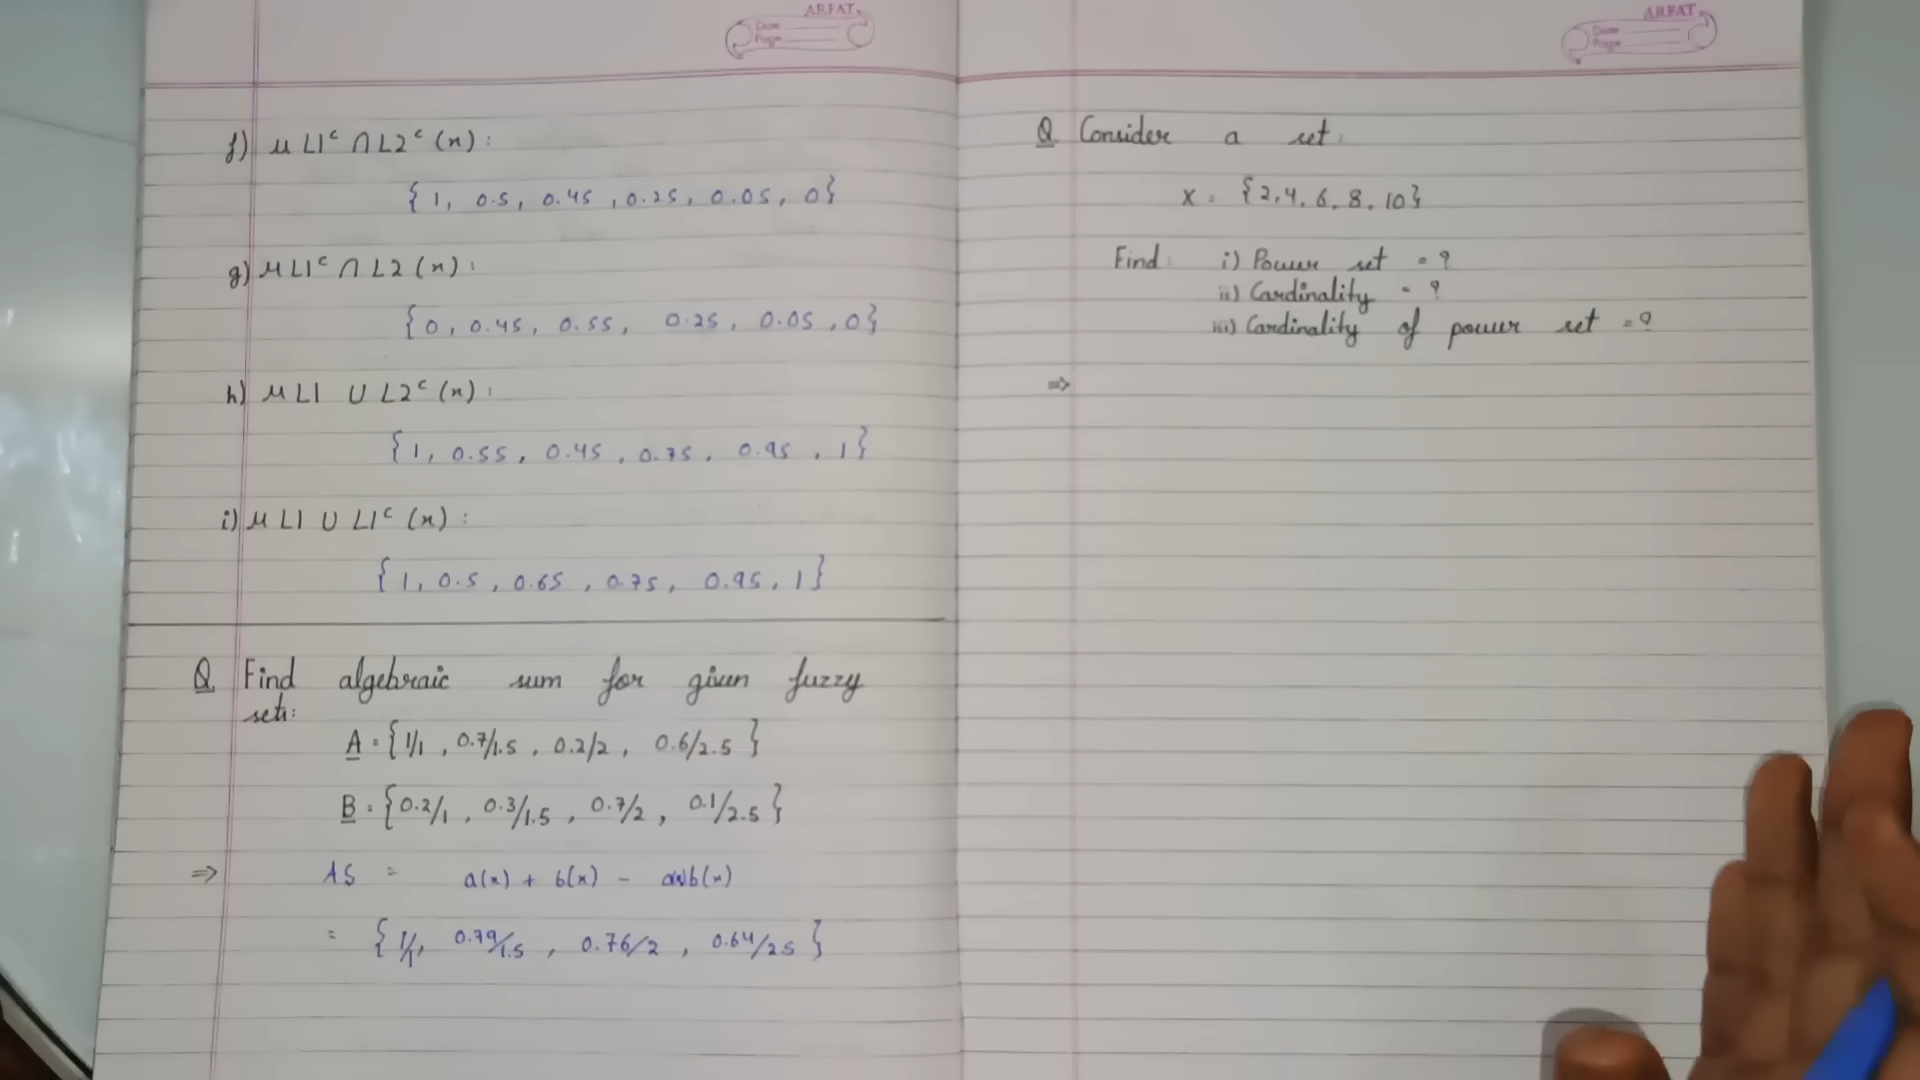 ARFAT
Date
Page
f) μ L1ᶜ ∩ L2ᶜ (x) :
{ 1, 0.5, 0.45, 0.25, 0.05, 0}
g) μ L1ᶜ ∩ L2 (x) :
{0, 0.45, 0.55, 0.25, 0.05, 0}
h) μ L1 ∪ L2ᶜ (x) :
{1, 0.55, 0.45, 0.75, 0.95, 1}
i) μ L1 ∪ L1ᶜ (x) :
{1, 0.5, 0.65, 0.75, 0.95, 1}
Q Find algebraic sum for given fuzzy
sets:
A = {1/1, 0.7/1.5, 0.2/2, 0.6/2.5}
B = {0.2/1, 0.3/1.5, 0.7/2, 0.1/2.5}
⇒ AS = a(x) + b(x) -
= {1/1, 0.79/1.5, 0.76/2, 0.64/2.5}
ARFAT
Date
Page
Q Consider a set:
X = {2, 4, 6, 8, 10}
Find: i) Power set = ?
ii) Cardinality = ?
iii) Cardinality of power set = ?
⇒